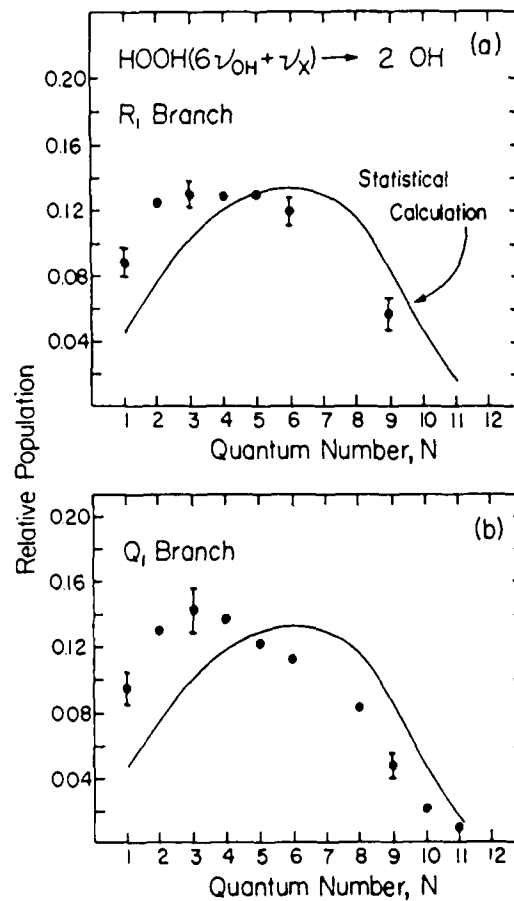 (a)
HOOH(6ν_OH + ν_X) → 2 OH
R₁ Branch
Statistical
Calculation
0.20
0.16
0.12
0.08
0.04
1 2 3 4 5 6 7 8 9 10 11 12
Quantum Number, N
Relative Population
(b)
Q₁ Branch
0.20
0.16
0.12
0.08
0.04
1 2 3 4 5 6 7 8 9 10 11 12
Quantum Number, N